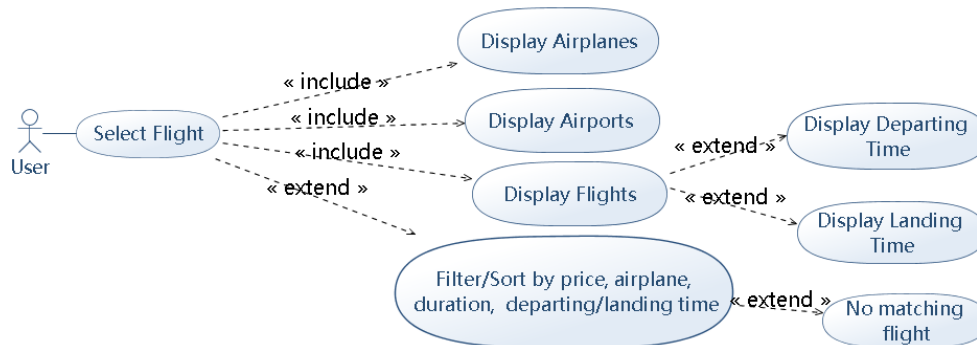 Display Airplanes
« include »
« include »
Display Airports
Select Flight
User
« include »
« extend »
Display Flights
« extend »
Display Departing
Time
« extend »
Display Landing
Time
Filter/Sort by price, airplane,
duration, departing/landing time
« extend »
No matching
flight